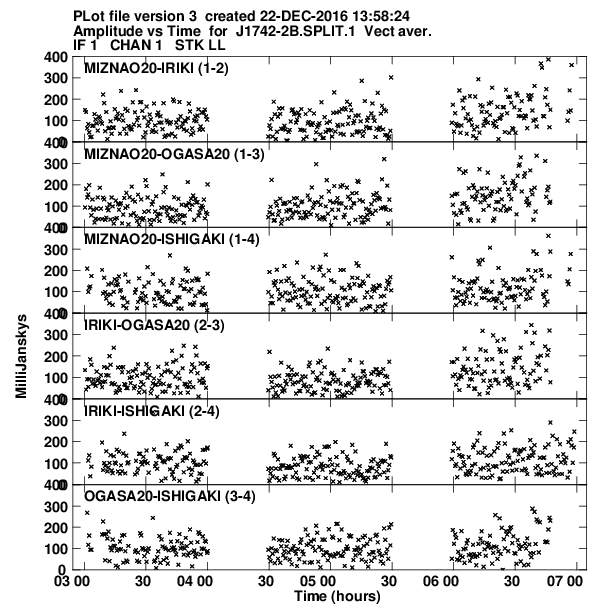 PLot file version 3 created 22-DEC-2016 13:58:24
Amplitude vs Time for J1742-2B.SPLIT.1 Vect aver.
IF 1 CHAN 1 STK LL
MIZNAO20-IRIKI (1-2)
400
300
200
100
0
MIZNAO20-OGASA20 (1-3)
400
300
200
100
0
MIZNAO20-ISHIGAKI (1-4)
400
300
200
100
0
IRIKI-OGASA20 (2-3)
400
300
200
100
0
IRIKI-ISHIGAKI (2-4)
400
300
200
100
0
OGASA20-ISHIGAKI (3-4)
400
300
200
100
0
MilliJanskys
03 00 30 04 00 30 05 00 30 06 00 30 07 00
Time (hours)